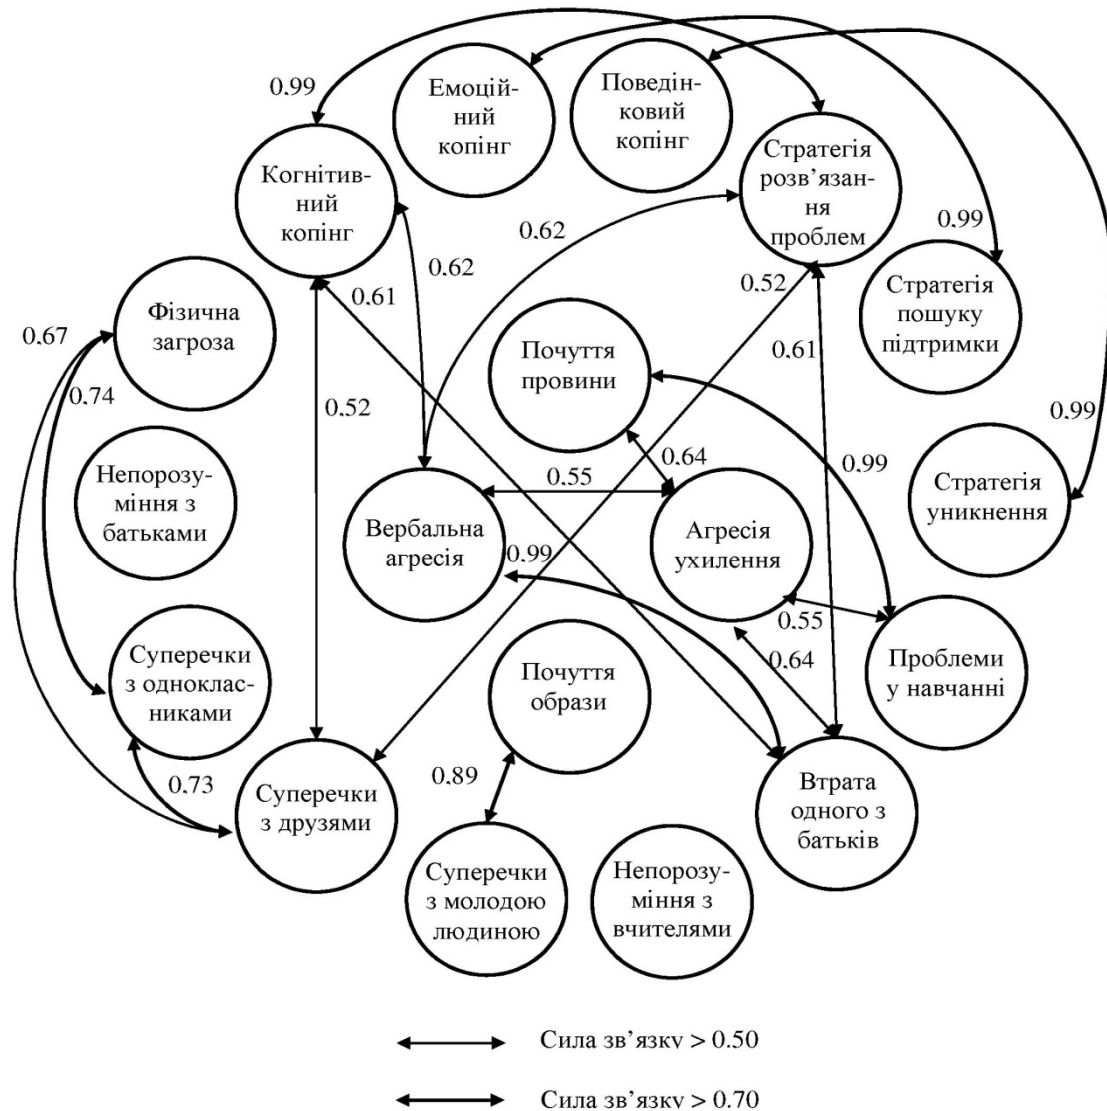 0.99
Емоцій-
ний
копінг
Поведін-
ковий
копінг
Когнітив-
ний
копінг
Стратегія
розв’язан-
ня
проблем
0.62
0.62
0.99
0.52
0.61
Стратегія
пошуку
підтримки
Фізична
загроза
0.67
0.61
Почуття
провини
0.74
0.52
0.99
0.64
0.99
0.55
Непорозу-
міння з
батьками
Стратегія
уникнення
Вербальна
агресія
0.99
Агресія
ухилення
0.55
0.64
Суперечки
з однокла‌с-
никами
Почуття
образи
Проблеми
у навчанні
0.73
0.89
Суперечки
з друзями
Втрата
одного з
батьків
Суперечки
з молодою
людиною
Непорозу-
міння з
вчителями
Сила зв’язку > 0.50
Сила зв’язку > 0.70